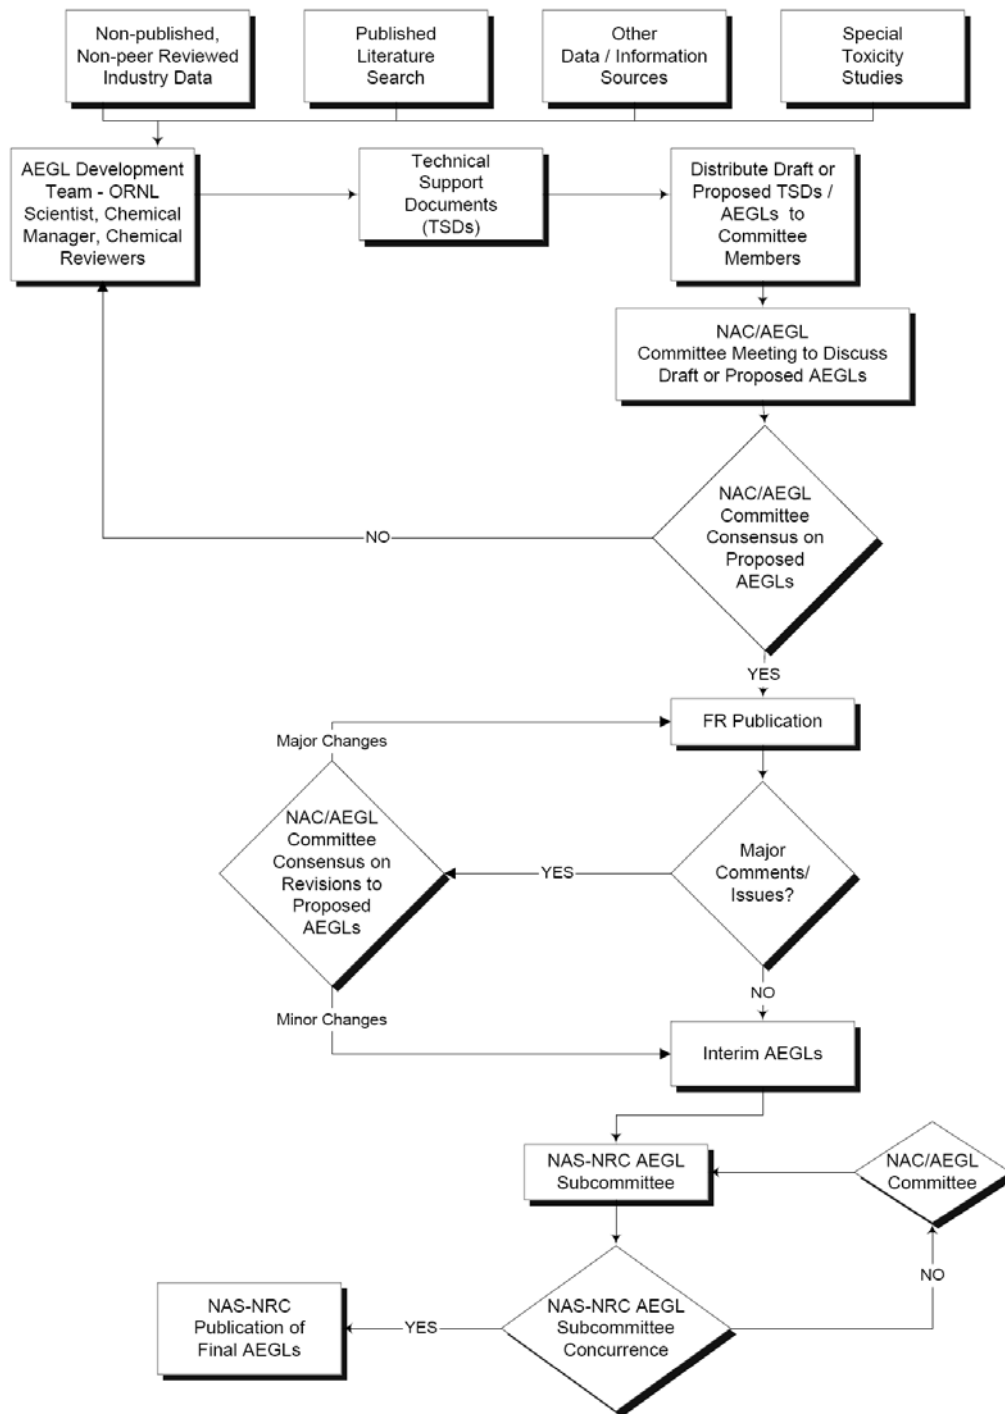 Non-published,
Non-peer Reviewed
Industry Data
Published
Literature
Search
Other
Data / Information
Sources
Special
Toxicity
Studies
AEGL Development
Team - ORNL
Scientist, Chemical
Manager, Chemical
Reviewers
Technical
Support
Documents
(TSDs)
Distribute Draft or
Proposed TSDs /
AEGLs to
Committee
Members
NAC/AEGL
Committee Meeting to Discuss
Draft or Proposed AEGLs
NAC/AEGL
Committee
Consensus on
Proposed
AEGLs
NO
YES
FR Publication
Major Changes
NAC/AEGL
Committee
Consensus on
Revisions to
Proposed
AEGLs
YES
Major
Comments/
Issues?
NO
Minor Changes
Interim AEGLs
NAS-NRC AEGL
Subcommittee
NAC/AEGL
Committee
NO
NAS-NRC AEGL
Subcommittee
Concurrence
YES
NAS-NRC
Publication of
Final AEGLs